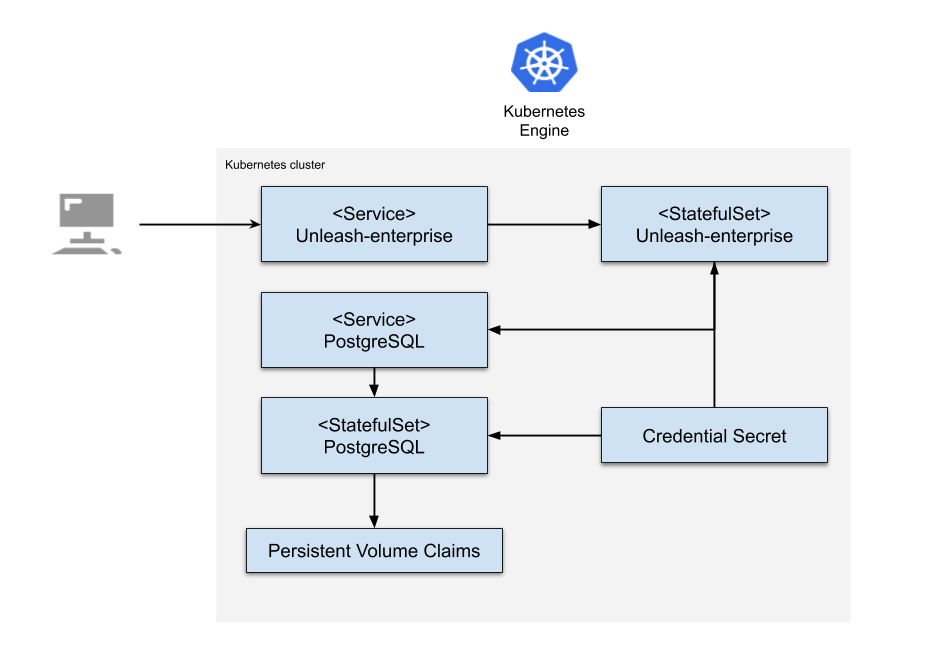 Kubernetes
Engine
Kubernetes cluster
<Service>
Unleash-enterprise
<StatefulSet>
Unleash-enterprise
<Service>
PostgreSQL
<StatefulSet>
PostgreSQL
Credential Secret
Persistent Volume Claims